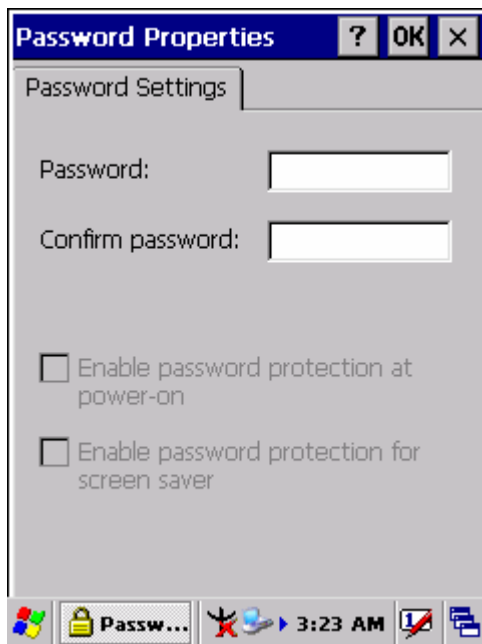 Password Properties ? OK ×
Password Settings
Password:
Confirm password:
Enable password protection at
power-on
Enable password protection for
screen saver
Passw... 3:23 AM